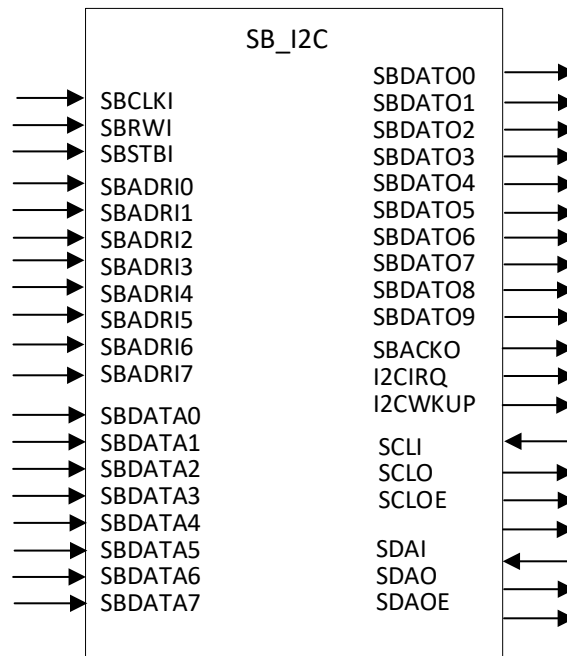 SB_I2C
SBCLKI
SBRWI
SBSTBI
SBADRI0
SBADRI1
SBADRI2
SBADRI3
SBADRI4
SBADRI5
SBADRI6
SBADRI7
SBDATA0
SBDATA1
SBDATA2
SBDATA3
SBDATA4
SBDATA5
SBDATA6
SBDATA7
SBDATO0
SBDATO1
SBDATO2
SBDATO3
SBDATO4
SBDATO5
SBDATO6
SBDATO7
SBDATO8
SBDATO9
SBACKO
I2CIRQ
I2CWKUP
SCLI
SCLO
SCLOE
SDAI
SDAO
SDAOE